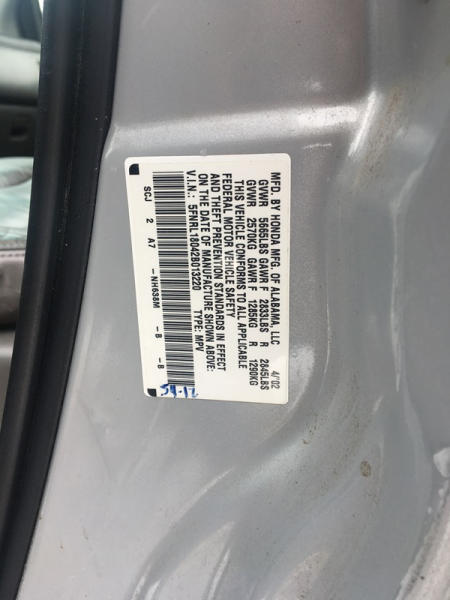 MFD. BY HONDA MFG. OF ALABAMA, LLC 4/'02
GVWR 5665LBS GAWR F 2833LBS R 2845LBS
GVWR 2570KG GAWR F 1285KG R 1290KG
THIS VEHICLE CONFORMS TO ALL APPLICABLE
FEDERAL MOTOR VEHICLE SAFETY
AND THEFT PREVENTION STANDARDS IN EFFECT
ON THE DATE OF MANUFACTURE SHOWN ABOVE:
V.I.N.: 5FNRL18042B013220 TYPE: MPV
SCJ 2 A7 -NH638M -B -B